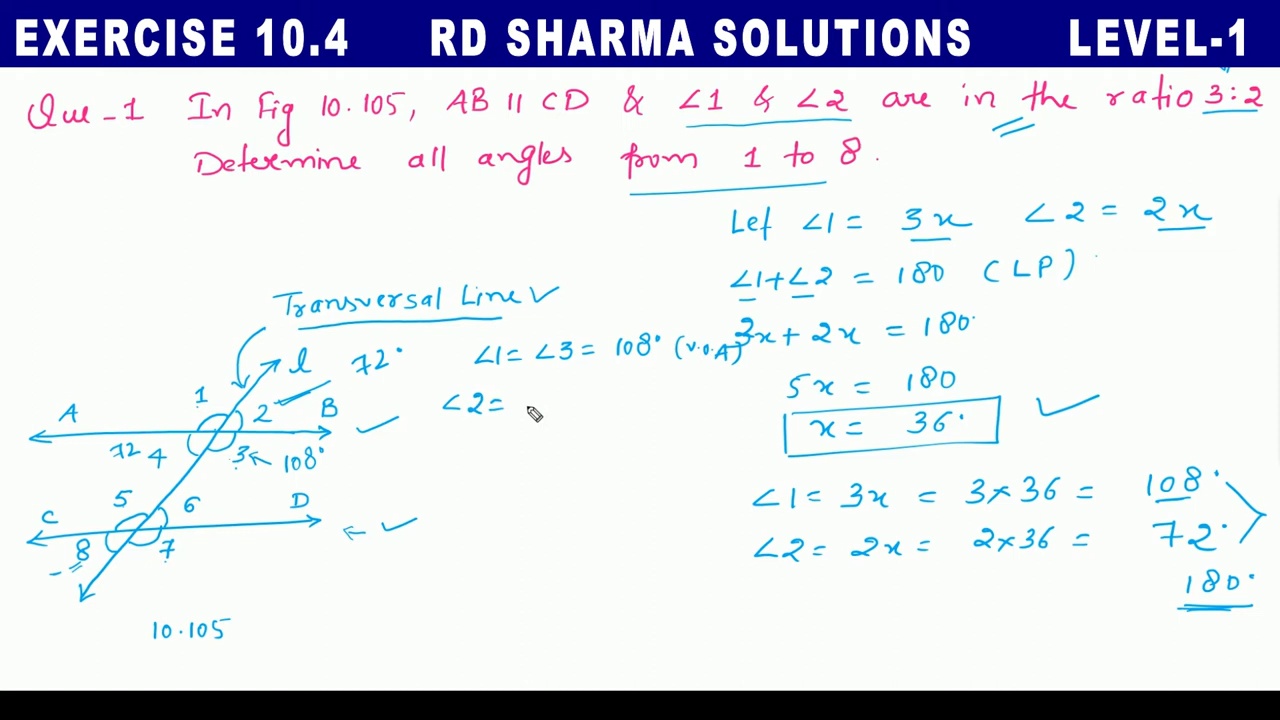 EXERCISE 10.4 RD SHARMA SOLUTIONS LEVEL-1
Que-1 In Fig 10.105, AB || CD & ∠1 & ∠2 are in the ratio 3:2
Determine all angles from 1 to 8.
Let ∠1 = 3x ∠2 = 2x
∠1+∠2 = 180 (LP)
3x + 2x = 180°
5x = 180
x = 36°
∠1 = 3x = 3×36 = 108°
∠2 = 2x = 2×36 = 72°
180°
Transversal Line ✓
∠1 = ∠3 = 108° (V.O.A)
∠2 =
l 72°
1
A 2 B
72 4 3 108°
5 6 D
C
8 7
10.105